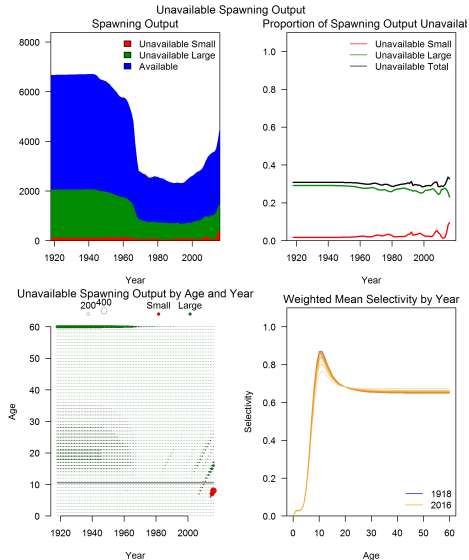 Unavailable Spawning Output
Spawning Output
Proportion of Spawning Output Unavailab
8000
6000
4000
2000
0
Unavailable Small
Unavailable Large
Available
1920 1940 1960 1980 2000
Year
1.0
0.8
0.6
0.4
0.2
0.0
Unavailable Small
Unavailable Large
Unavailable Total
1920 1940 1960 1980 2000
Year
Unavailable Spawning Output by Age and Year
200 400 Small Large
60
50
40
30
20
10
0
Age
1920 1940 1960 1980 2000
Year
Weighted Mean Selectivity by Year
1.0
0.8
0.6
0.4
0.2
0.0
Selectivity
1918
2016
0 10 20 30 40 50 60
Age